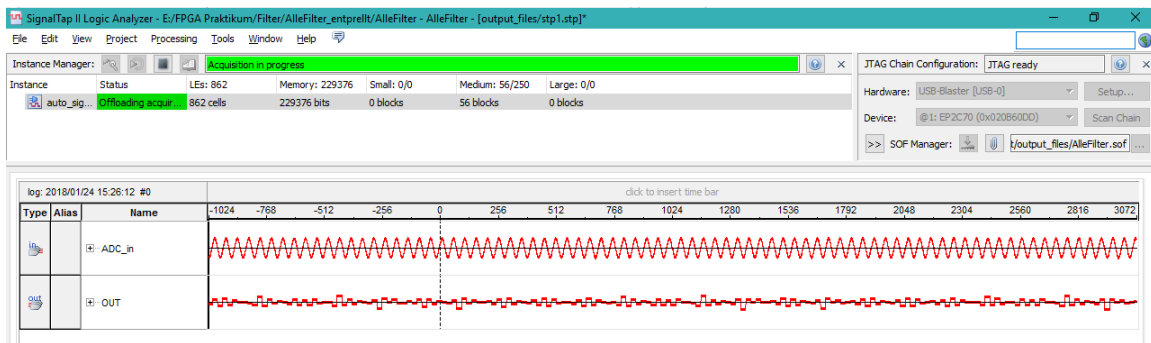 SignalTap II Logic Analyzer - E:/FPGA Praktikum/Filter/AlleFilter_entprellt/AlleFilter - AlleFilter - [output_files/stp1.stp]*
File Edit View Project Processing Tools Window Help
Instance Manager: Acquisition in progress
Instance Status LEs: 862 Memory: 229376 Small: 0/0 Medium: 56/250 Large: 0/0
auto_sig... Offloading acquir... 862 cells 229376 bits 0 blocks 56 blocks 0 blocks
JTAG Chain Configuration: JTAG ready
Hardware: USB-Blaster [USB-0] Setup...
Device: @1: EP2C70 (0x020B60DD) Scan Chain
>> SOF Manager: t/output_files/AlleFilter.sof ...
log: 2018/01/24 15:26:12 #0 click to insert time bar
Type Alias Name -1024 -768 -512 -256 0 256 512 768 1024 1280 1536 1792 2048 2304 2560 2816 3072
in ADC_in
out OUT